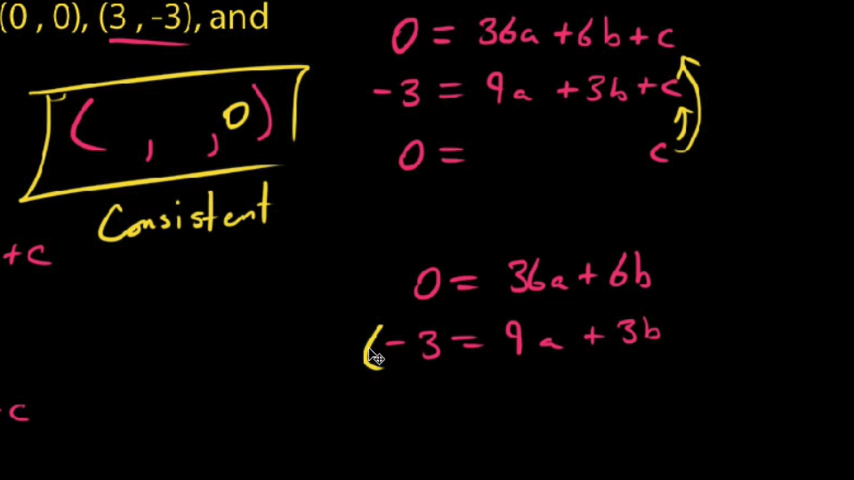 (0 , 0), (3 , -3), and
( , , 0)
Consistent
+c
c
0 = 36a + 6b + c
-3 = 9a + 3b + c
0 = c
0 = 36a + 6b
(-3 = 9a + 3b